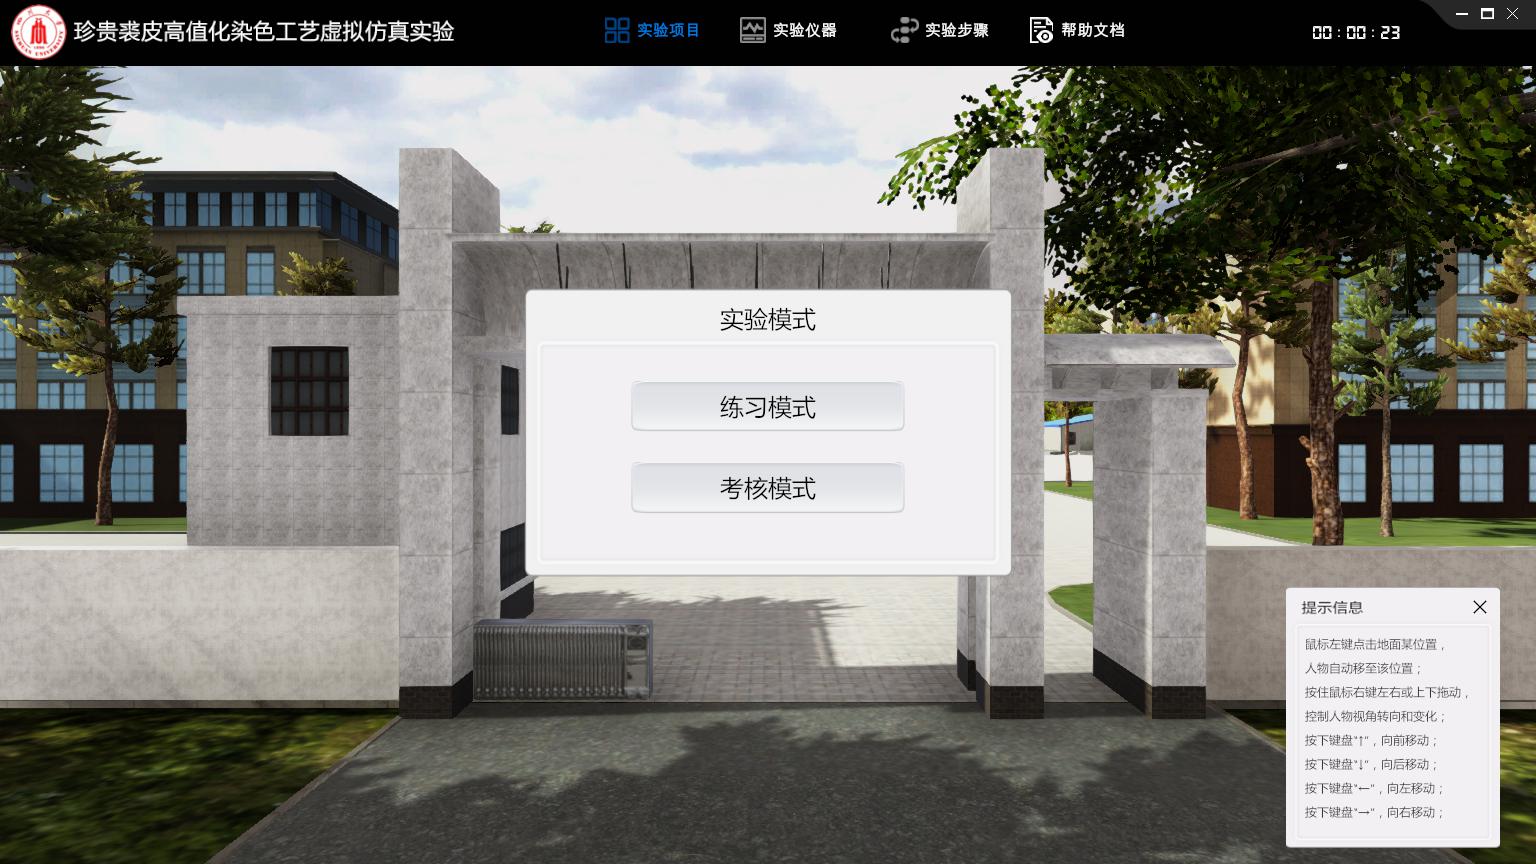 珍贵裘皮高值化染色工艺虚拟仿真实验
实验项目
实验仪器
实验步骤
帮助文档
00 : 00 : 23
实验模式
练习模式
考核模式
提示信息
鼠标左键点击地面某位置，
人物自动移至该位置；
按住鼠标右键左右或上下拖动，
控制人物视角转向和变化；
按下键盘“↑”，向前移动；
按下键盘“↓”，向后移动；
按下键盘“←”，向左移动；
按下键盘“→”，向右移动；